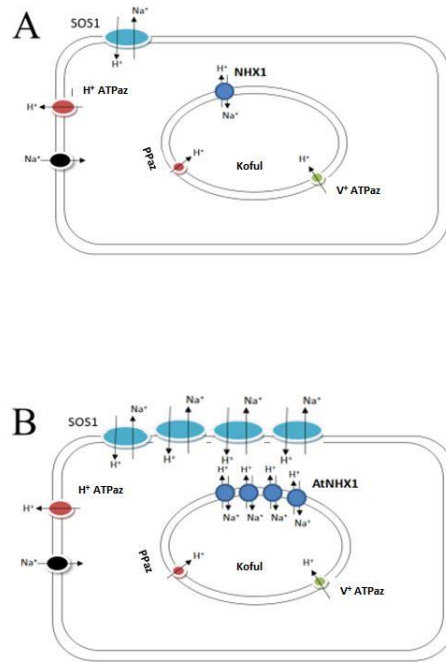 A
SOS1
Na⁺
H⁺
H⁺ ATPaz
H⁺
Na⁺
H⁺
NHX1
Na⁺
PPaz
H⁺
Koful
H⁺
V⁺ ATPaz
B
SOS1
Na⁺
Na⁺
Na⁺
Na⁺
H⁺
H⁺
H⁺
H⁺
H⁺ ATPaz
H⁺
Na⁺
H⁺
H⁺
H⁺
H⁺
AtNHX1
Na⁺
Na⁺
Na⁺
Na⁺
PPaz
H⁺
Koful
H⁺
V⁺ ATPaz